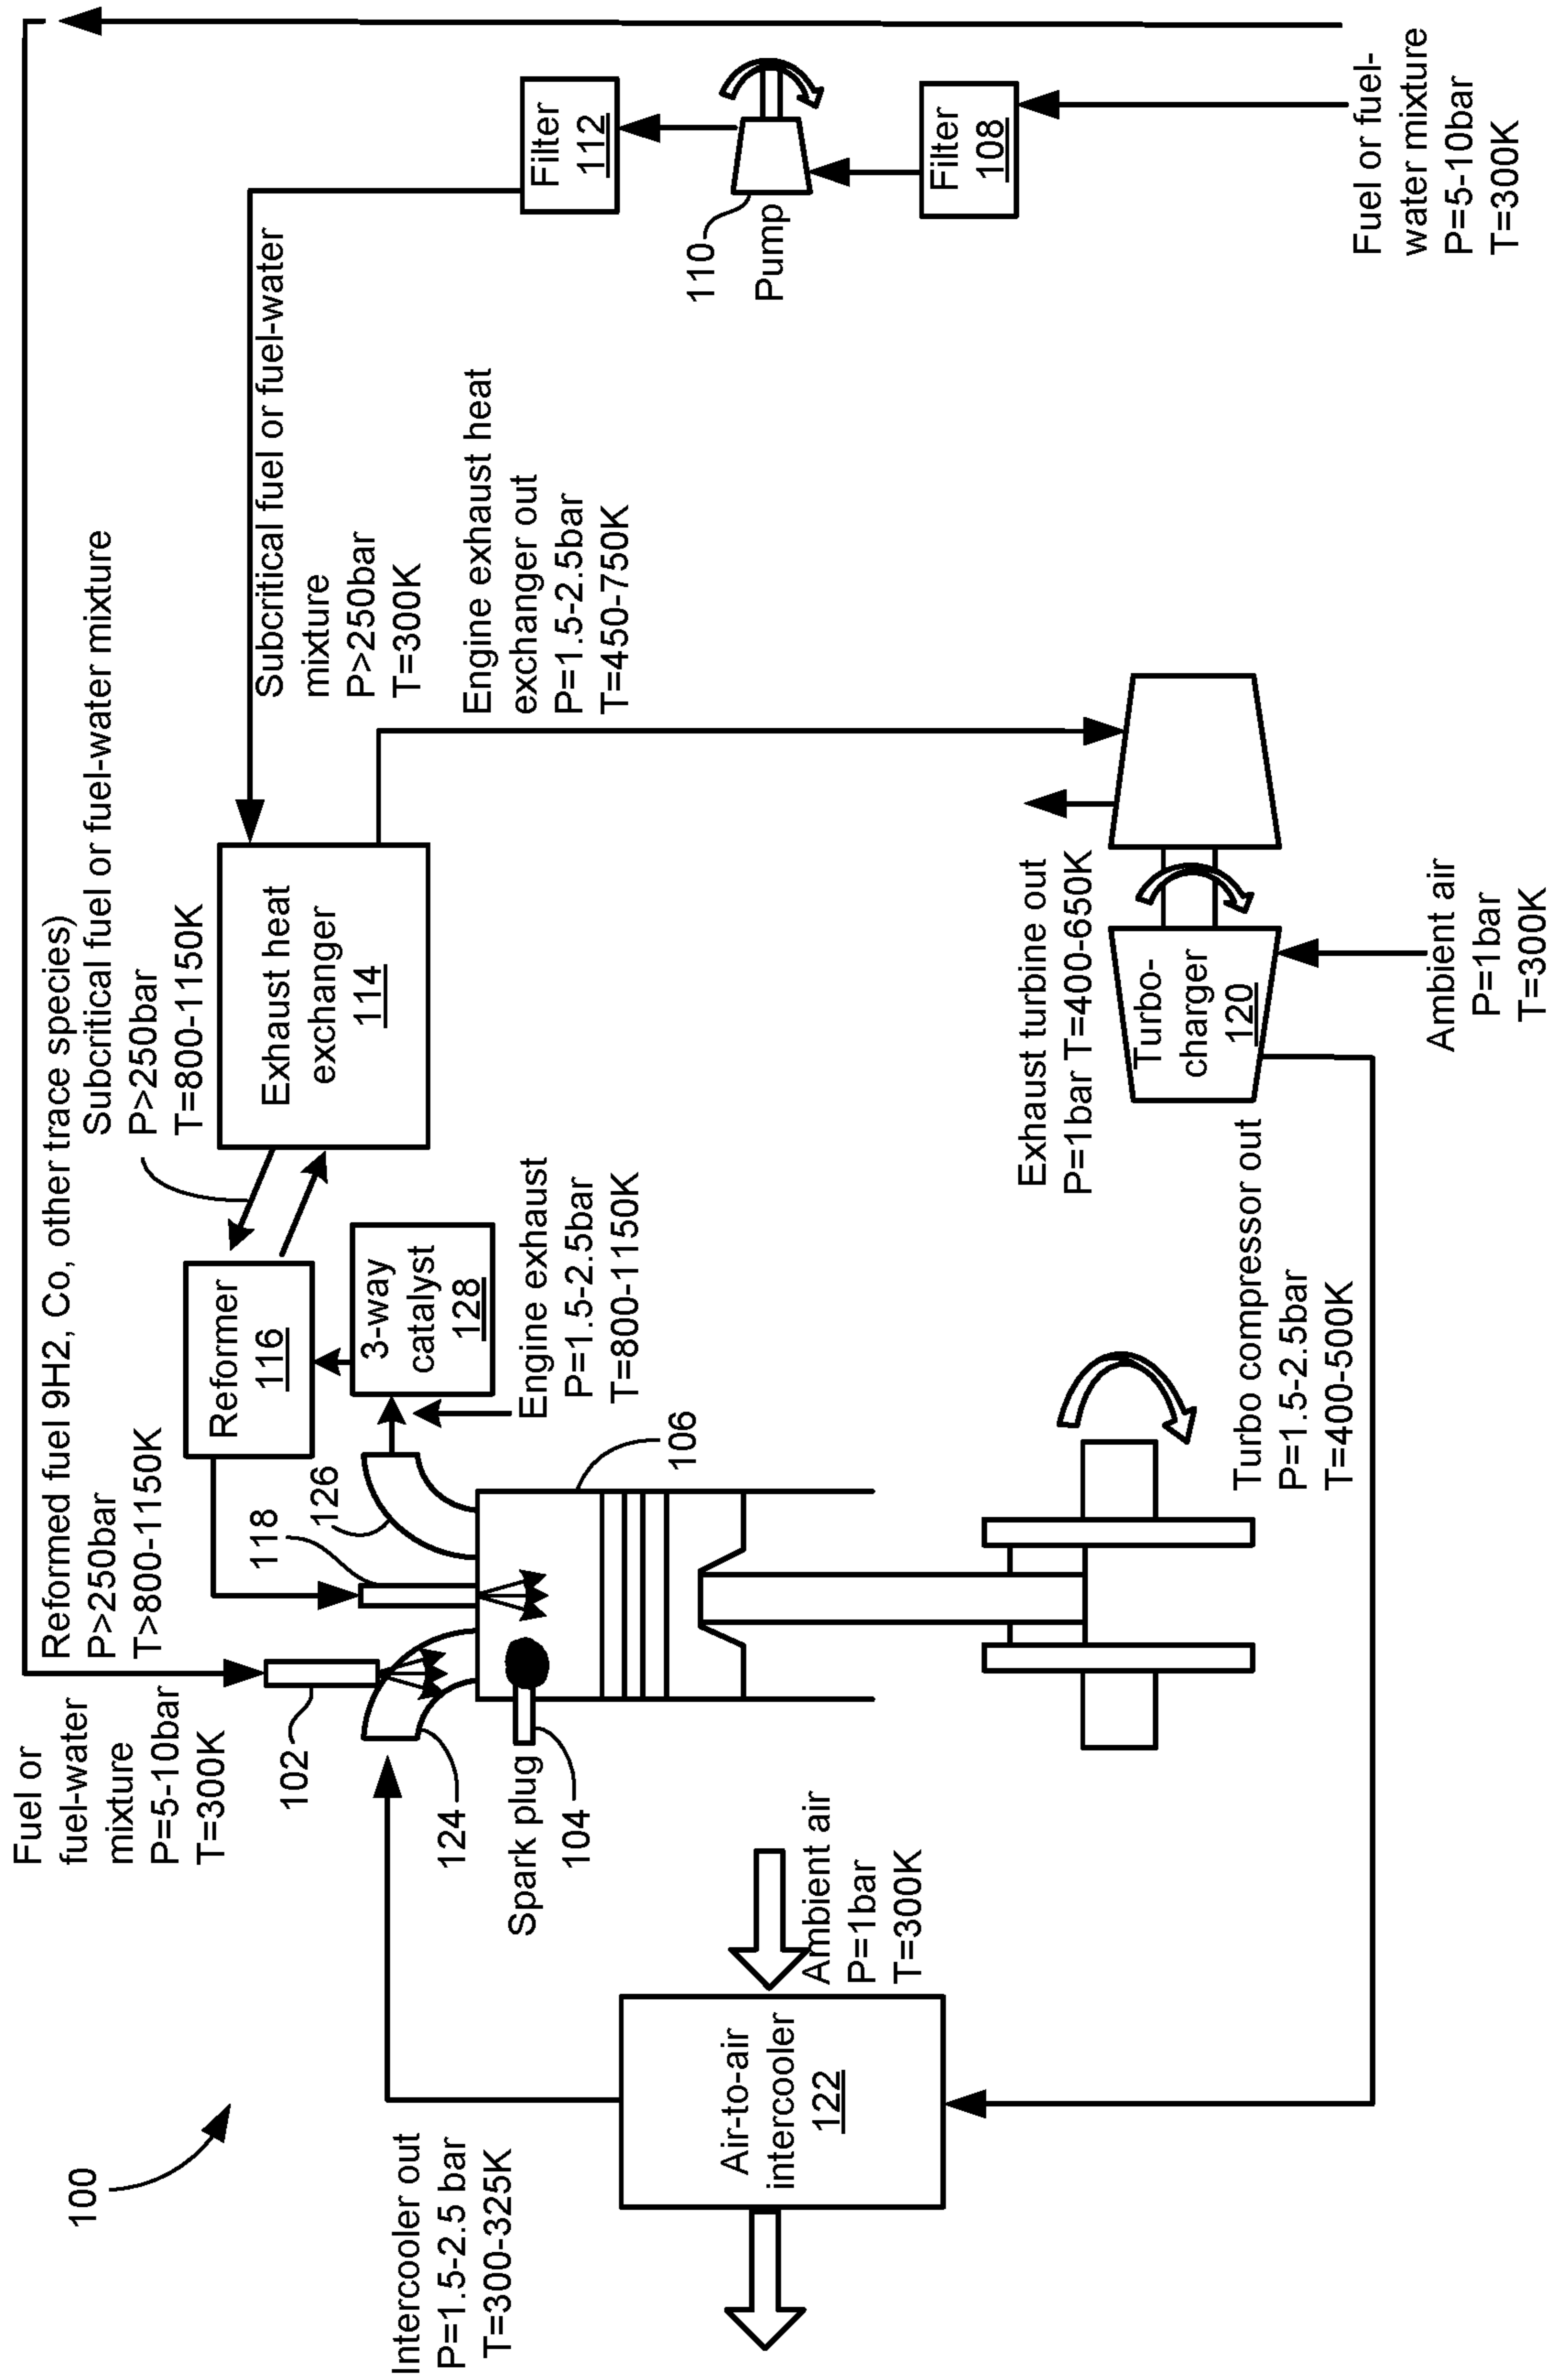 100
Fuel or
fuel-water
mixture
P=5-10bar
T=300K
Reformed fuel 9H2, Co, other trace species)
P>250bar
T>800-1150K
Subcritical fuel or fuel-water mixture
P>250bar
T=800-1150K
Subcritical fuel or fuel-water
mixture
P>250bar
T=300K
Filter
112
110
Pump
Filter
108
Fuel or fuel-
water mixture
P=5-10bar
T=300K
Exhaust heat
exchanger
114
Engine exhaust heat
exchanger out
P=1.5-2.5bar
T=450-750K
Reformer
116
3-way
catalyst
128
Engine exhaust
P=1.5-2.5bar
T=800-1150K
102
118
126
124
Spark plug
104
106
Intercooler out
P=1.5-2.5 bar
T=300-325K
Air-to-air
intercooler
122
Ambient air
P=1bar
T=300K
Exhaust turbine out
P=1bar T=400-650K
Turbo-
charger
120
Ambient air
P=1bar
T=300K
Turbo compressor out
P=1.5-2.5bar
T=400-500K